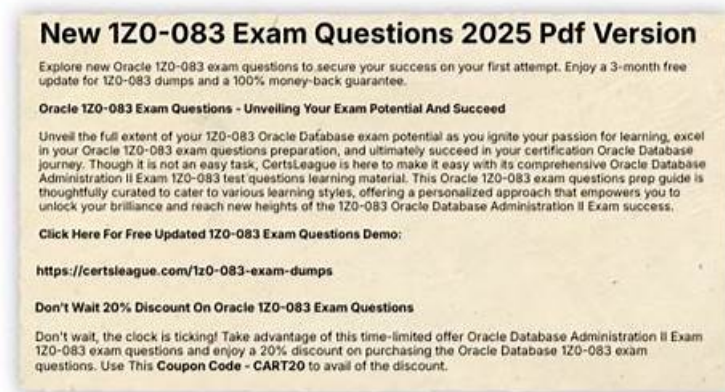 New 1Z0-083 Exam Questions 2025 Pdf Version
Explore new Oracle 1Z0-083 exam questions to secure your success on your first attempt. Enjoy a 3-month free
update for 1Z0-083 dumps and a 100% money-back guarantee.
Oracle 1Z0-083 Exam Questions - Unveiling Your Exam Potential And Succeed
Unveil the full extent of your 1Z0-083 Oracle Database exam potential as you ignite your passion for learning, excel
in your Oracle 1Z0-083 exam questions preparation, and ultimately succeed in your certification Oracle Database
journey. Though it is not an easy task, CertsLeague is here to make it easy with its comprehensive Oracle Database
Administration II Exam 1Z0-083 test questions learning material. This Oracle 1Z0-083 exam questions prep guide is
thoughtfully curated to cater to various learning styles, offering a personalized approach that empowers you to
unlock your brilliance and reach new heights of the 1Z0-083 Oracle Database Administration II Exam success.
Click Here For Free Updated 1Z0-083 Exam Questions Demo:
https://certsleague.com/1z0-083-exam-dumps
Don't Wait 20% Discount On Oracle 1Z0-083 Exam Questions
Don't wait, the clock is ticking! Take advantage of this time-limited offer Oracle Database Administration II Exam
1Z0-083 exam questions and enjoy a 20% discount on purchasing the Oracle Database 1Z0-083 exam
questions. Use This Coupon Code - CART20 to avail of the discount.